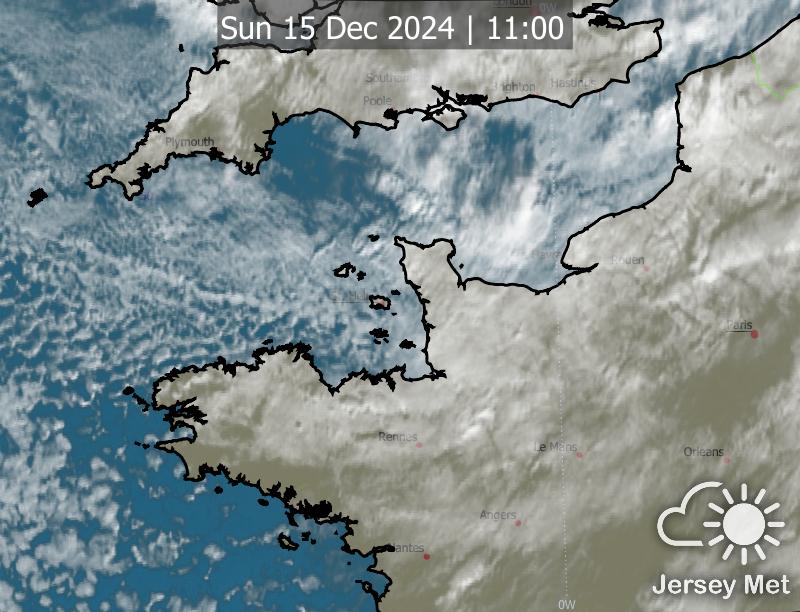 London
0W
Sun 15 Dec 2024 | 11:00
Brighton
Hastings
Poole
Plymouth
Rouen
Paris
Rennes
Le Mans
Orleans
Angers
Nantes
Jersey Met
0W